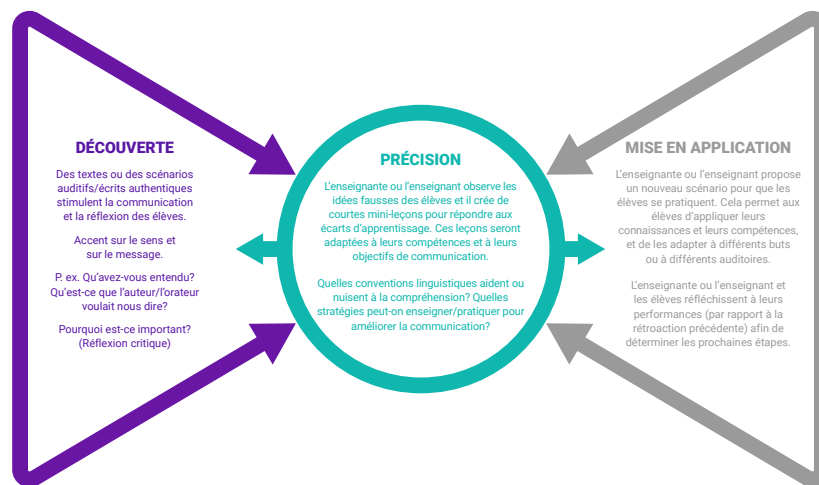 DÉCOUVERTE
Des textes ou des scénarios
auditifs/écrits authentiques
stimulent la communication
et la réflexion des élèves.
Accent sur le sens et
sur le message.
P. ex. Qu’avez-vous entendu?
Qu’est-ce que l’auteur/l’orateur
voulait nous dire?
Pourquoi est-ce important?
(Réflexion critique)
PRÉCISION
L’enseignante ou l’enseignant observe les
idées fausses des élèves et il crée de
courtes mini-leçons pour répondre aux
écarts d’apprentissage. Ces leçons seront
adaptées à leurs compétences et à leurs
objectifs de communication.
Quelles conventions linguistiques aident ou
nuisent à la compréhension? Quelles
stratégies peut-on enseigner/pratiquer pour
améliorer la communication?
MISE EN APPLICATION
L’enseignante ou l’enseignant propose
un nouveau scénario pour que les
élèves se pratiquent. Cela permet aux
élèves d’appliquer leurs
connaissances et leurs compétences,
et de les adapter à différents buts
ou à différents auditoires.
L’enseignante ou l’enseignant et
les élèves réfléchissent à leurs
performances (par rapport à la
rétroaction précédente) afin de
déterminer les prochaines étapes.